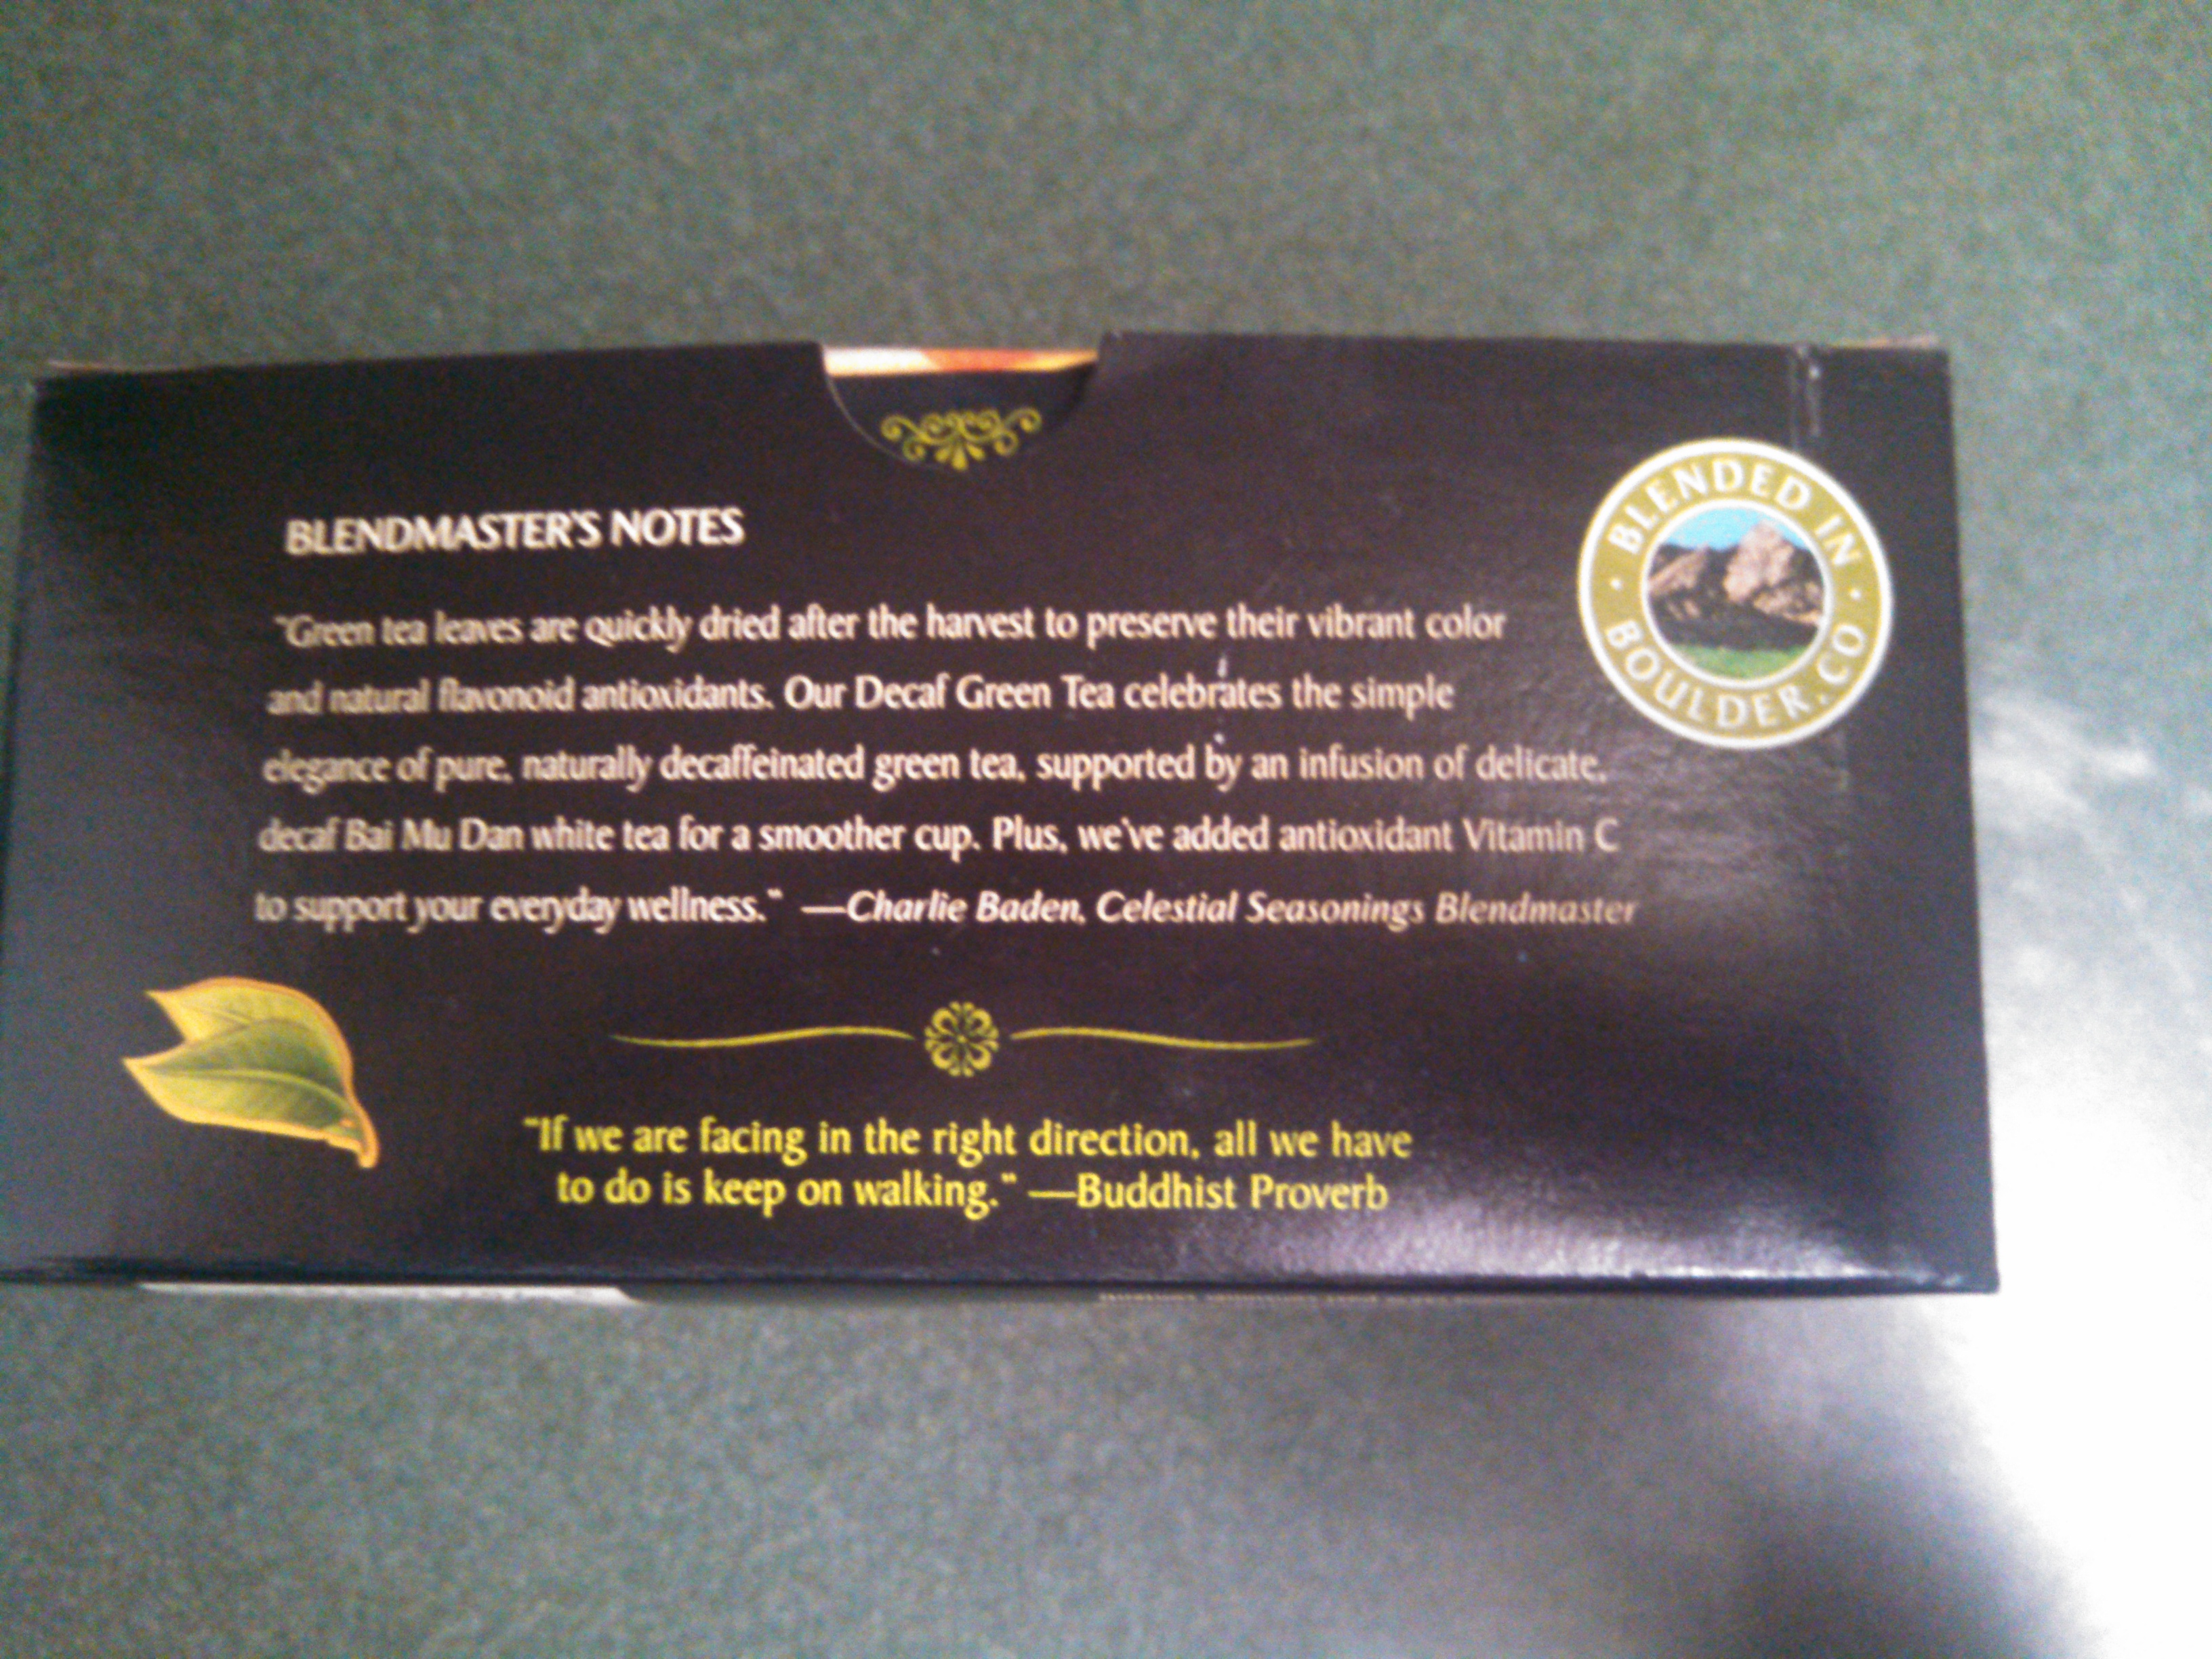 BLENDMASTER'S NOTES
"Green tea leaves are quickly dried after the harvest to preserve their vibrant color
and natural flavonoid antioxidants. Our Decaf Green Tea celebrates the simple
elegance of pure, naturally decaffeinated green tea, supported by an infusion of delicate,
decaf Bai Mu Dan white tea for a smoother cup. Plus, we've added antioxidant Vitamin C
to support your everyday wellness." —Charlie Baden, Celestial Seasonings Blendmaster
· BLENDED IN ·
BOULDER, CO
"If we are facing in the right direction, all we have
to do is keep on walking." —Buddhist Proverb